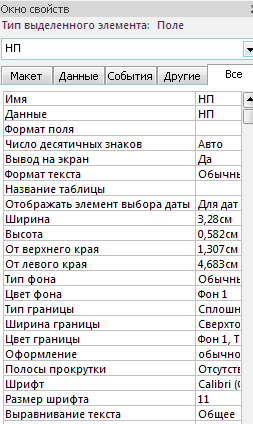 Окно свойств
Тип выделенного элемента: Поле
НП
Макет Данные События Другие Все
Имя НП
Данные НП
Формат поля
Число десятичных знаков Авто
Вывод на экран Да
Формат текста Обычны
Название таблицы
Отображать элемент выбора даты Для дат
Ширина 3,28см
Высота 0,582см
От верхнего края 1,307см
От левого края 4,683см
Тип фона Обычны
Цвет фона Фон 1
Тип границы Сплошн
Ширина границы Сверхто
Цвет границы Фон 1, Т
Оформление обычно
Полосы прокрутки Отсутст
Шрифт Calibri (О
Размер шрифта 11
Выравнивание текста Общее